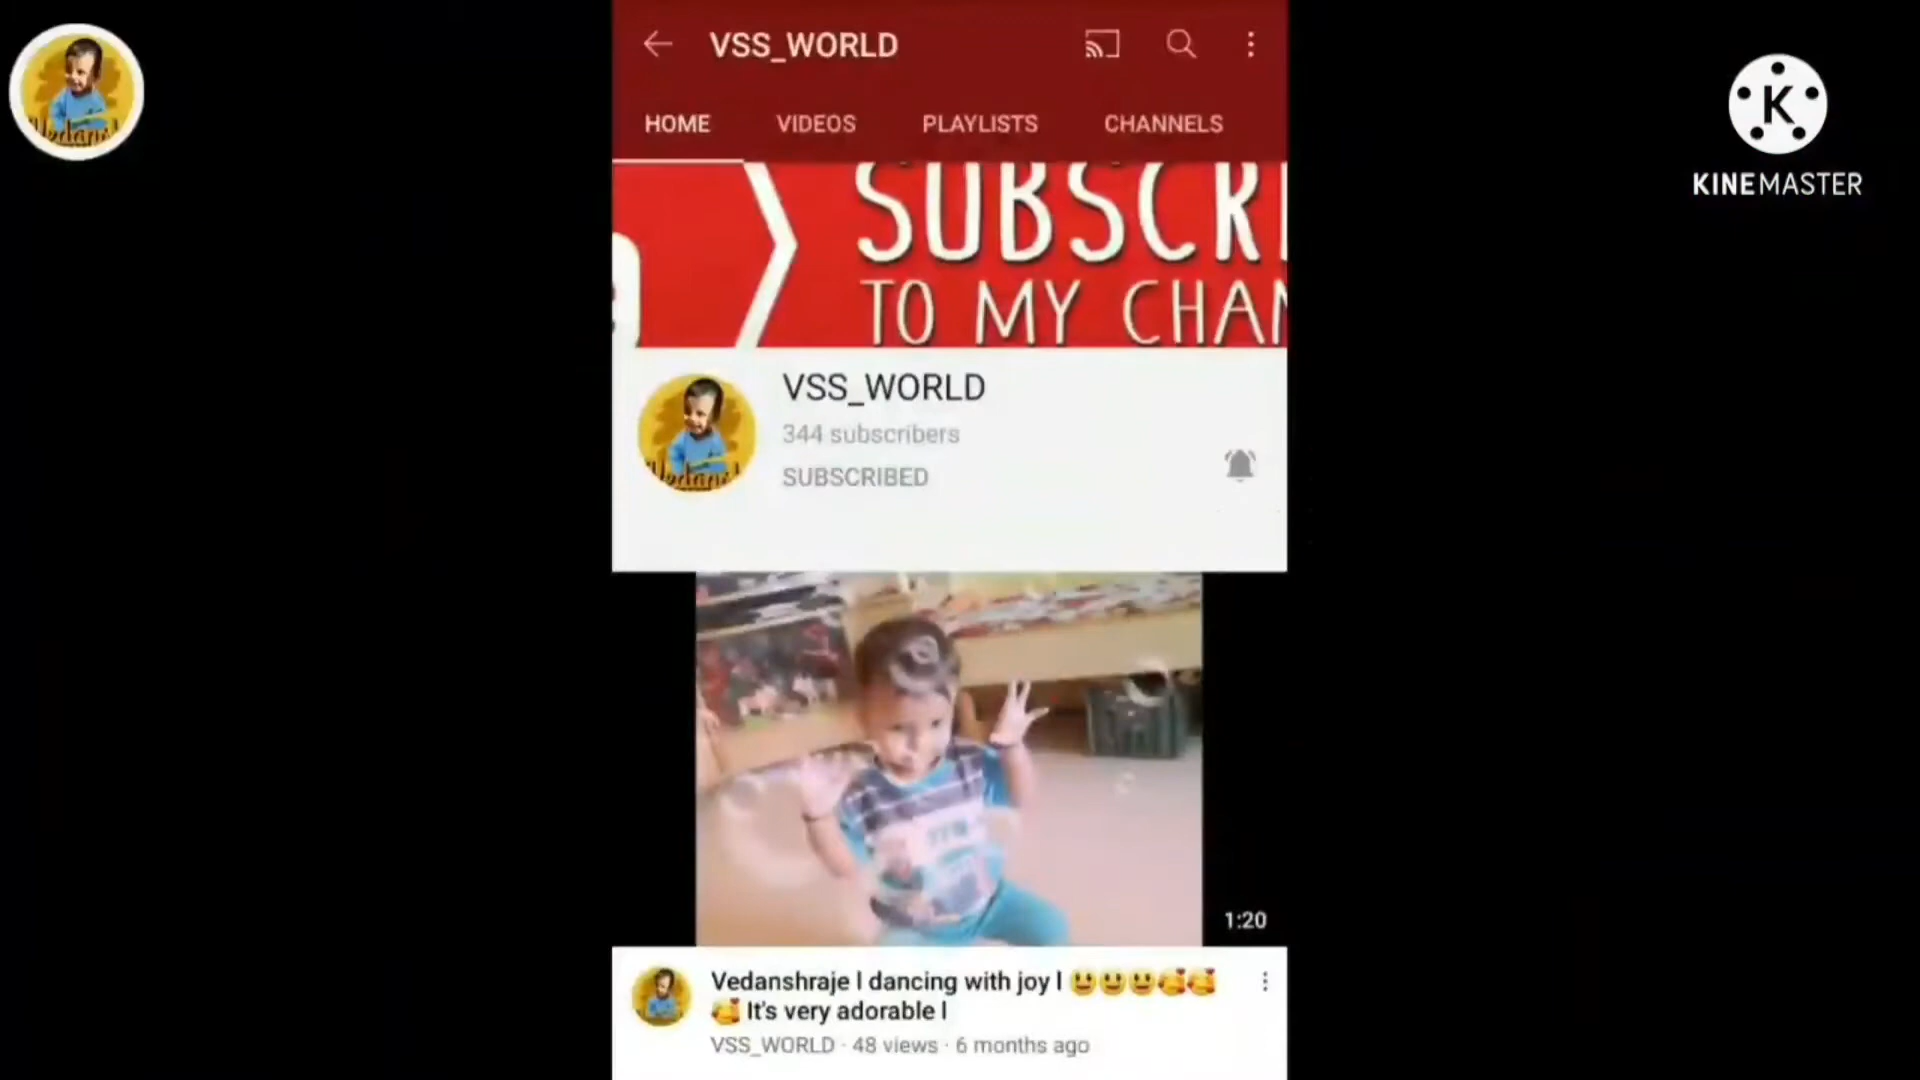 VSS_WORLD
HOME VIDEOS PLAYLISTS CHANNELS
K
KINEMASTER
SUBSCRI
TO MY CHAN
VSS_WORLD
344 subscribers
SUBSCRIBED
1:20
Vedanshraje l dancing with joy l 😃😃😃🥰🥰
🥰 It's very adorable l
VSS_WORLD · 48 views · 6 months ago